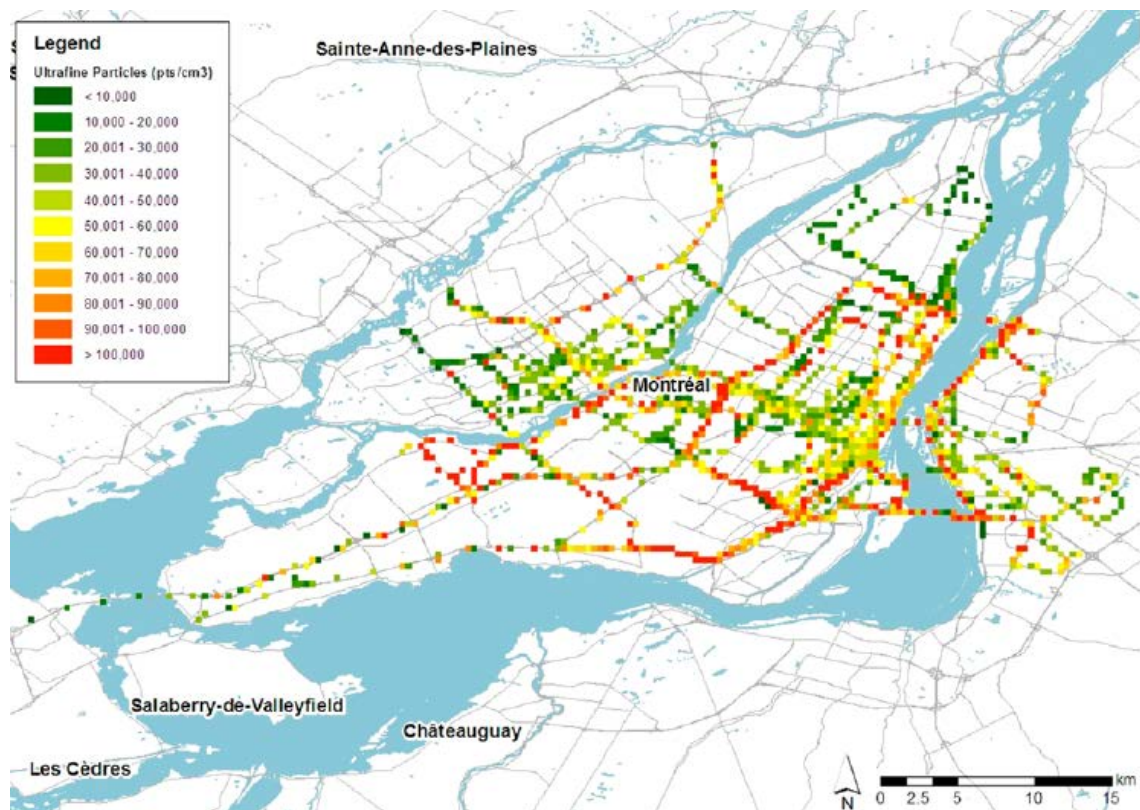 Legend
Ultrafine Particles (pts/cm3)
< 10,000
10,000 - 20,000
20,001 - 30,000
30,001 - 40,000
40,001 - 50,000
50,001 - 60,000
60,001 - 70,000
70,001 - 80,000
80,001 - 90,000
90,001 - 100,000
> 100,000
Sainte-Anne-des-Plaines
Montréal
Salaberry-de-Valleyfield
Châteauguay
Les Cèdres
N
km
0 2.5 5 10 15